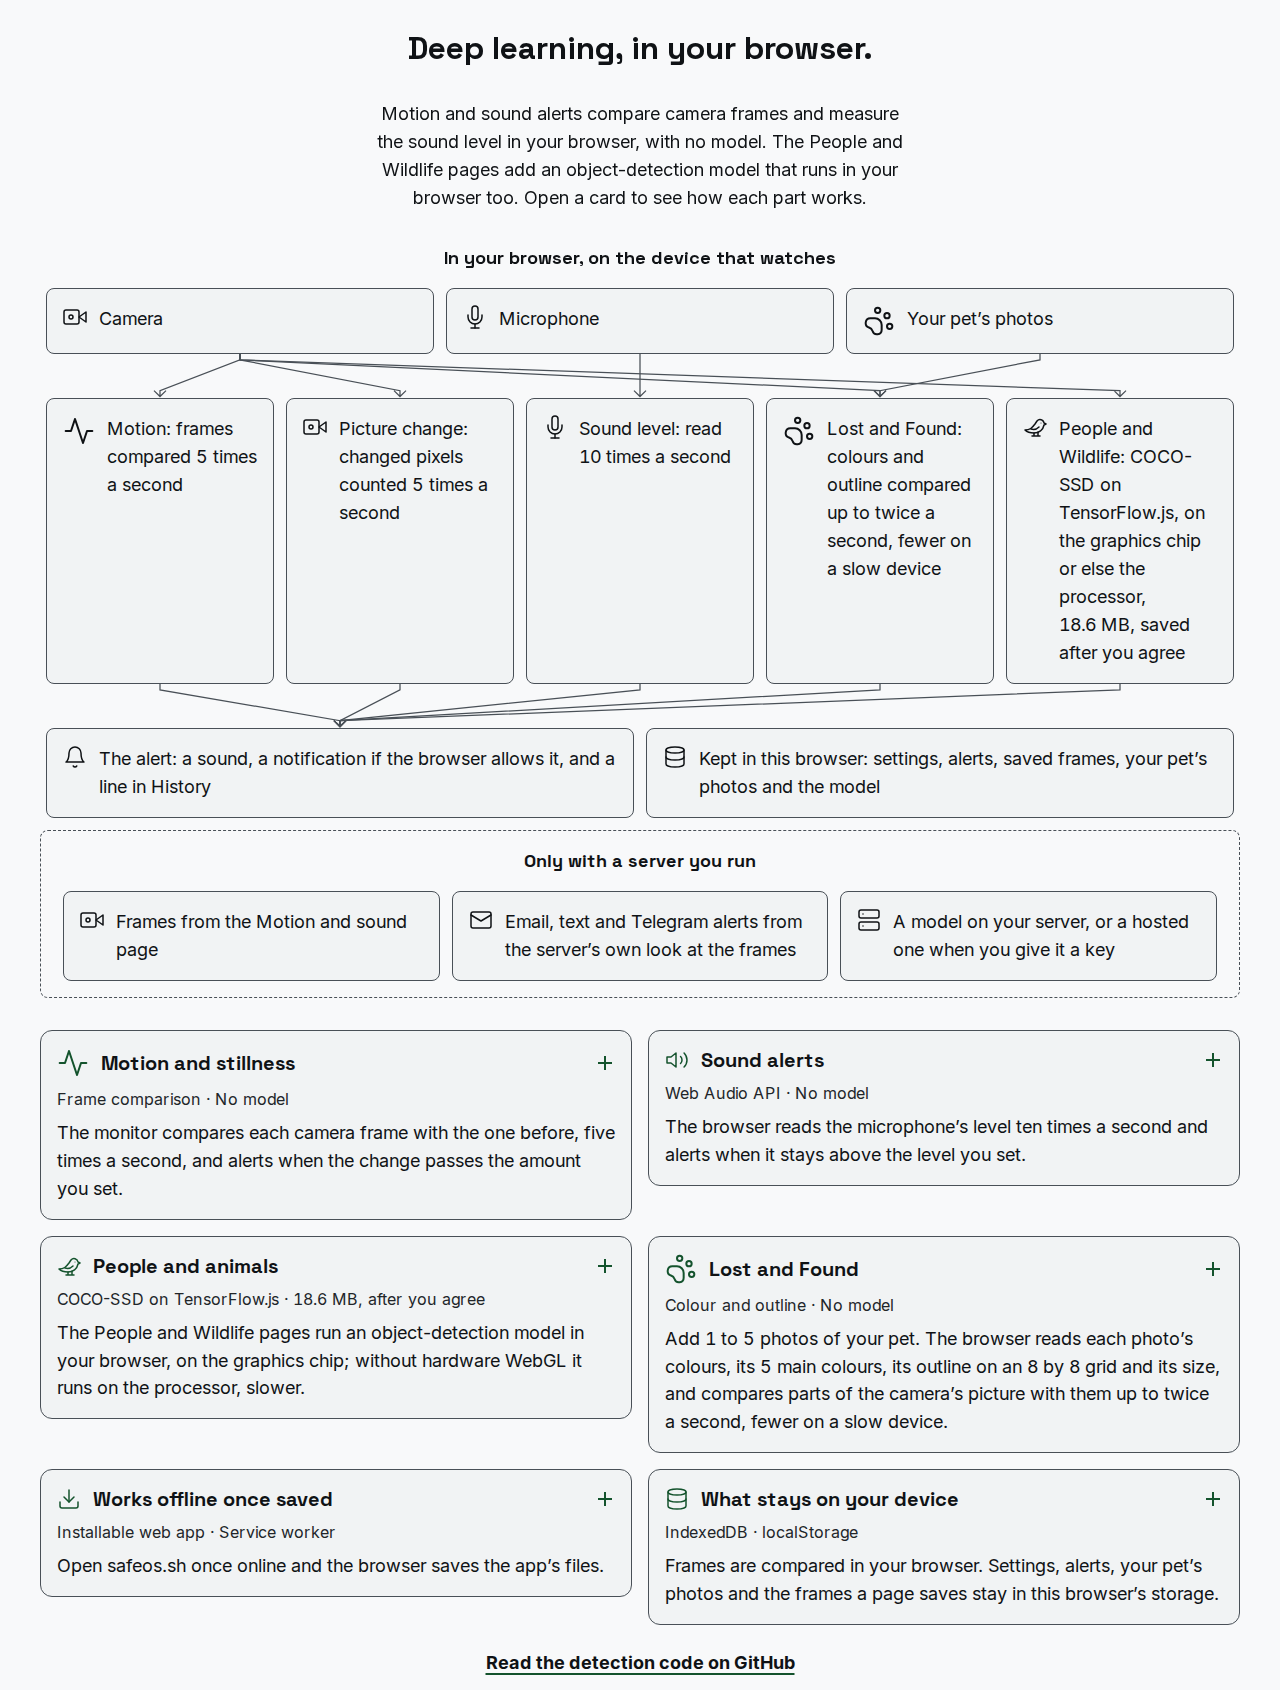 Deep learning, in your browser.
Motion and sound alerts compare camera frames and measure
the sound level in your browser, with no model. The People and
Wildlife pages add an object-detection model that runs in your
browser too. Open a card to see how each part works.
In your browser, on the device that watches
Camera
Microphone
Your pet’s photos
Motion: frames
compared 5 times
a second
Picture change:
changed pixels
counted 5 times a
second
Sound level: read
10 times a second
Lost and Found:
colours and
outline compared
up to twice a
second, fewer on
a slow device
People and
Wildlife: COCO-
SSD on
TensorFlow.js, on
the graphics chip
or else the
processor,
18.6 MB, saved
after you agree
The alert: a sound, a notification if the browser allows it, and a
line in History
Kept in this browser: settings, alerts, saved frames, your pet’s
photos and the model
Only with a server you run
Frames from the Motion and sound
page
Email, text and Telegram alerts from
the server’s own look at the frames
A model on your server, or a hosted
one when you give it a key
Motion and stillness
Frame comparison · No model
The monitor compares each camera frame with the one before, five
times a second, and alerts when the change passes the amount
you set.
Sound alerts
Web Audio API · No model
The browser reads the microphone’s level ten times a second and
alerts when it stays above the level you set.
People and animals
COCO-SSD on TensorFlow.js · 18.6 MB, after you agree
The People and Wildlife pages run an object-detection model in
your browser, on the graphics chip; without hardware WebGL it
runs on the processor, slower.
Lost and Found
Colour and outline · No model
Add 1 to 5 photos of your pet. The browser reads each photo’s
colours, its 5 main colours, its outline on an 8 by 8 grid and its size,
and compares parts of the camera’s picture with them up to twice
a second, fewer on a slow device.
Works offline once saved
Installable web app · Service worker
Open safeos.sh once online and the browser saves the app’s files.
What stays on your device
IndexedDB · localStorage
Frames are compared in your browser. Settings, alerts, your pet’s
photos and the frames a page saves stay in this browser’s storage.
Read the detection code on GitHub